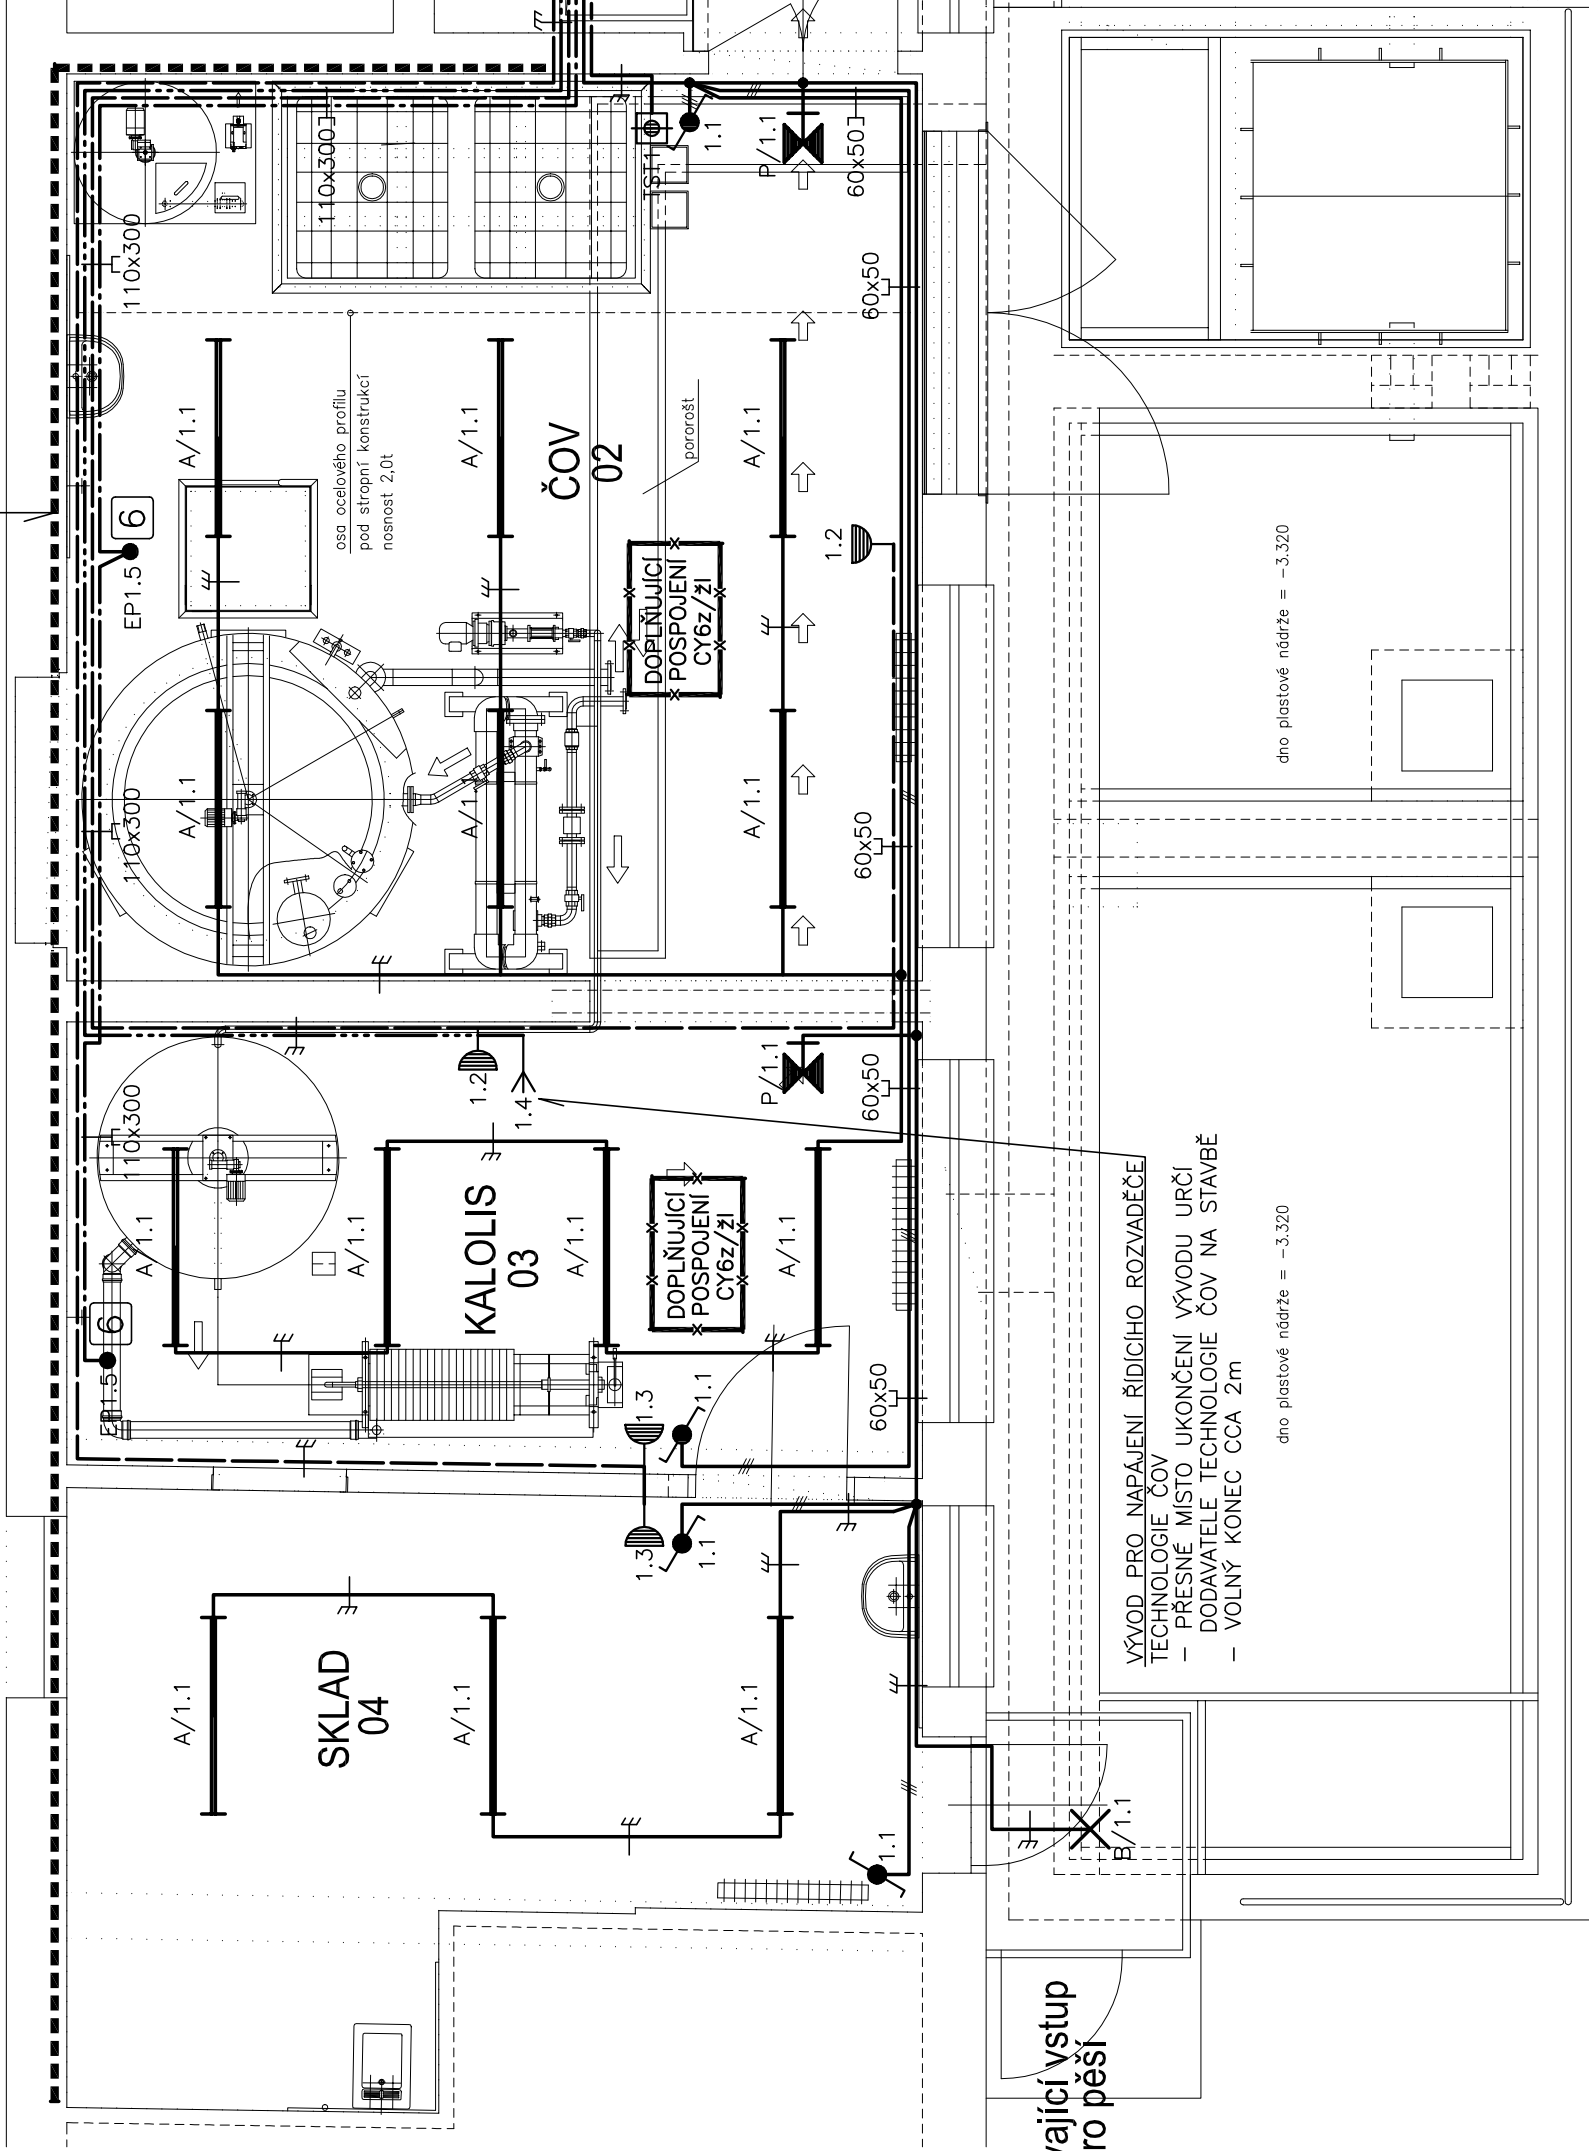 110x300
TST1
1.1
P/1.1
60x50
110x300
60x50
A/1.1
A/1.1
A/1.1
osa ocelového profilu
pod stropní konstrukcí
nosnost 2,0t
ČOV
02
pororošt
6
EP1.5
1.2
DOPLŇUJÍCÍ
POSPOJENÍ
CY6z/žl
110x300
A/1.1
A/1
A/1.1
60x50
dno plastové nádrže = -3.320
110x300
1.2
1.4
P/1.1
60x50
A/1.1
A/1.1
A/1.1
A/1.1
KALOLIS
03
DOPLŇUJÍCÍ
POSPOJENÍ
CY6z/žl
6
EP1.5
1.3
1.1
60x50
VÝVOD PRO NAPÁJENÍ ŘÍDÍCÍHO ROZVADĚČE
TECHNOLOGIE ČOV
- PŘESNÉ MÍSTO UKONČENÍ VÝVODU URČÍ
DODAVATELE TECHNOLOGIE ČOV NA STAVBĚ
- VOLNÝ KONEC CCA 2m
dno plastové nádrže = -3.320
1.3
1.1
A/1.1
A/1.1
A/1.1
SKLAD
04
1.1
B/1.1
vající vstup
ro pěší